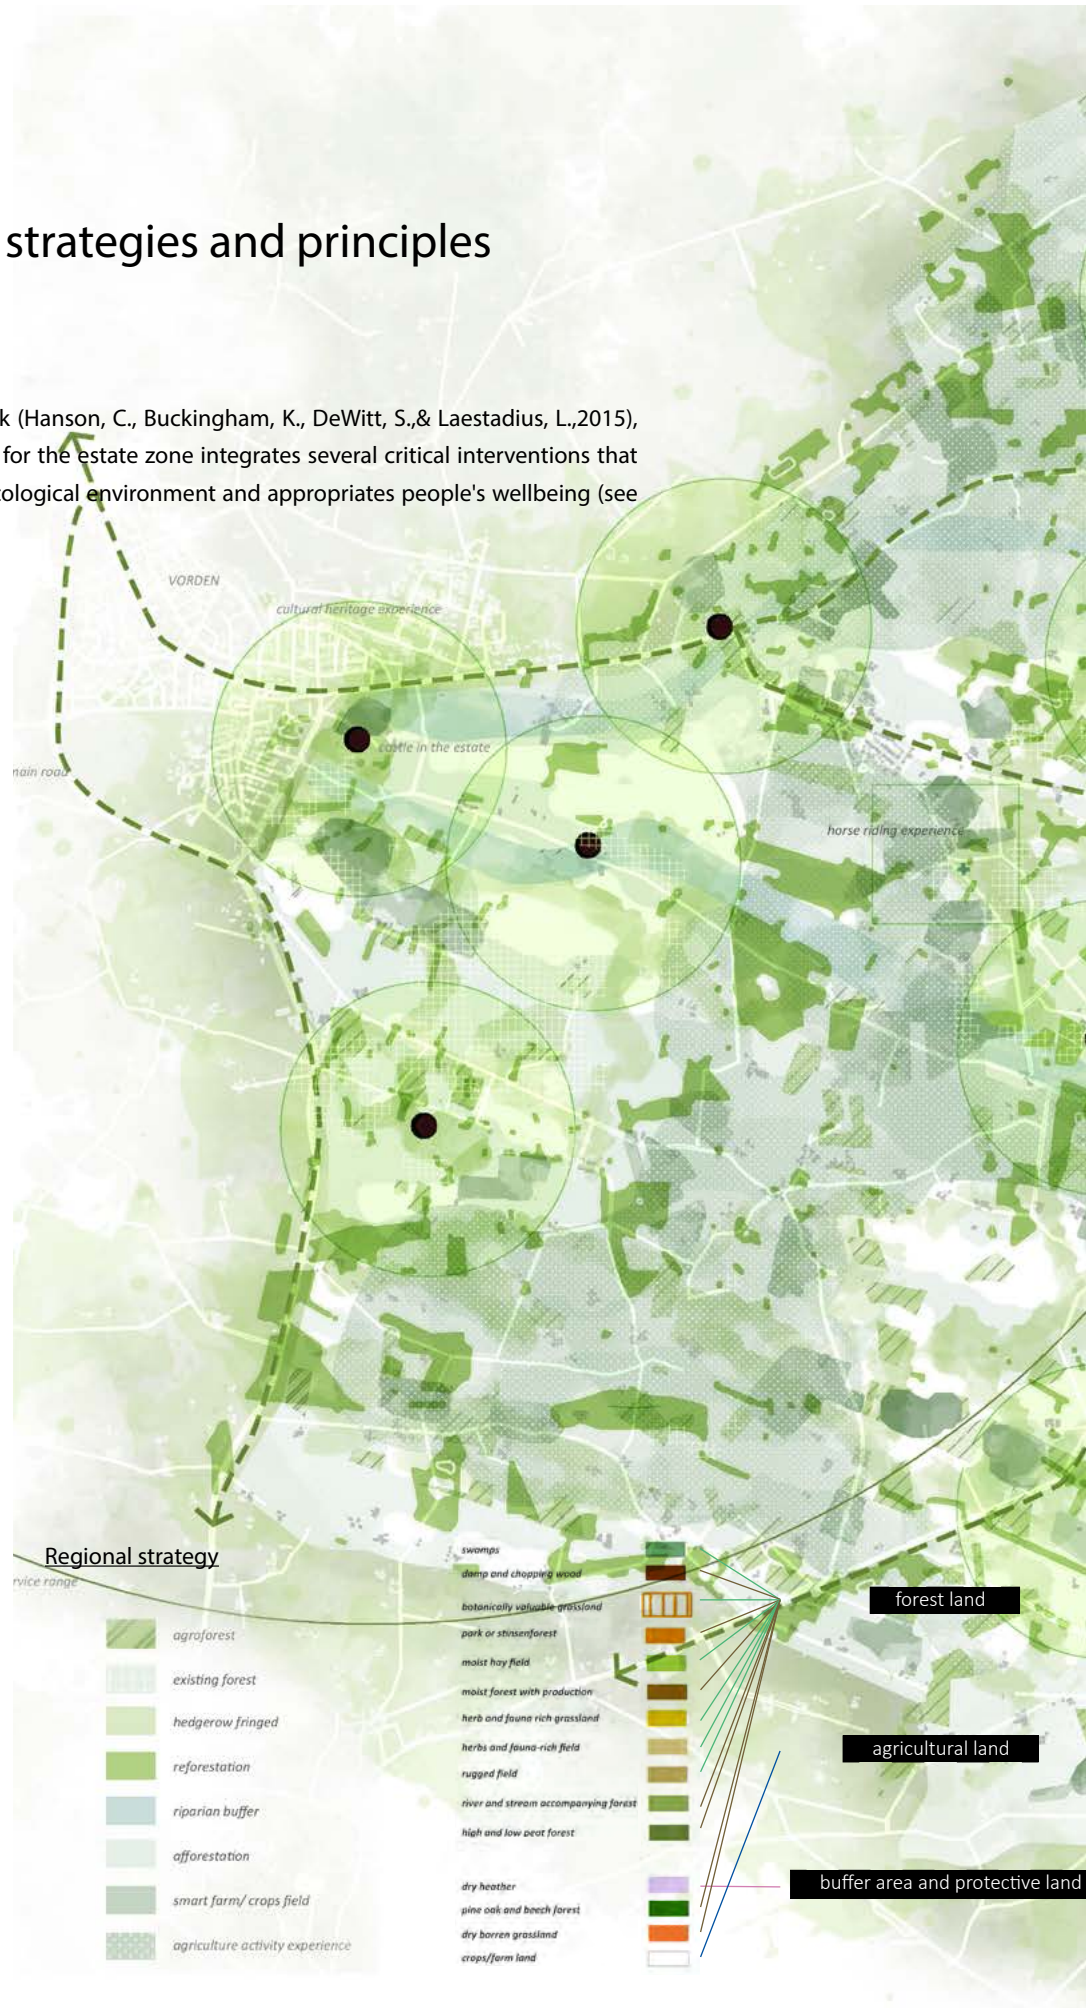 strategies and principles
k (Hanson, C., Buckingham, K., DeWitt, S.,& Laestadius, L.,2015),
for the estate zone integrates several critical interventions that
cological environment and appropriates people's wellbeing (see
VORDEN
cultural heritage experience
castle in the estate
main road
horse riding experience
Regional strategy
rvice range
agroforest
existing forest
hedgerow fringed
reforestation
riparian buffer
afforestation
smart farm/ crops field
agriculture activity experience
swamps
damp and chopping wood
botanically valuable grassland
park or stinsenforest
moist hay field
moist forest with production
herb and fauna rich grassland
herbs and fauna-rich field
rugged field
river and stream accompanying forest
high and low peat forest
dry heather
pine oak and beech forest
dry barren grassland
crops/farm land
forest land
agricultural land
buffer area and protective land